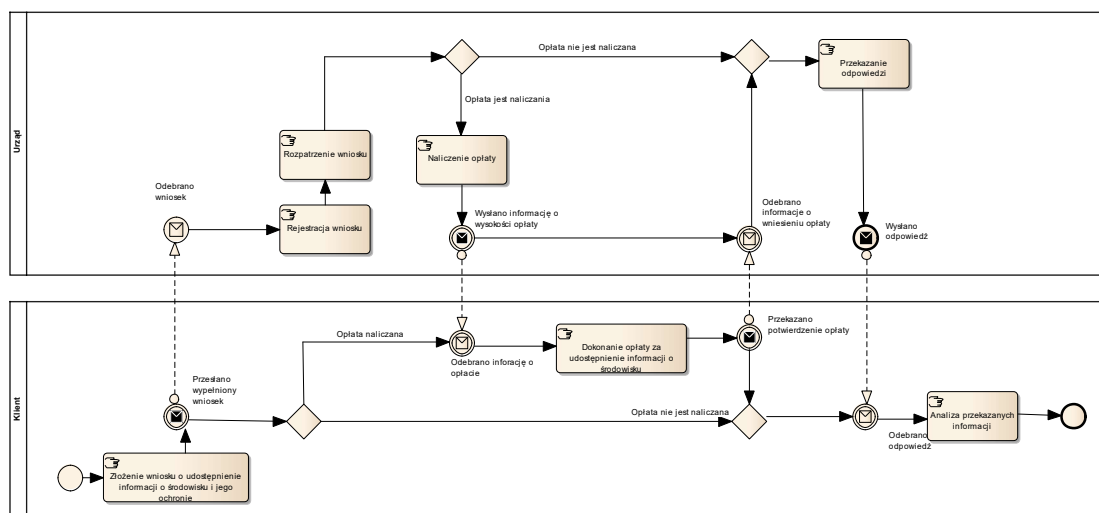 Urząd
Opłata nie jest naliczana
Przekazanie
odpowiedzi
Opłata jest naliczania
Rozpatrzenie wniosku
Naliczenie opłaty
Odebrano
wniosek
Rejestracja wniosku
Wysłano informację o
wysokości opłaty
Odebrano
informacje o
wniesieniu opłaty
Wysłano
odpowiedź
Klient
Opłata naliczana
Odebrano inforację o
opłacie
Dokonanie opłaty za
udostępnienie informacji o
środowisku
Przekazano
potwierdzenie opłaty
Przesłano
wypełniony
wniosek
Opłata nie jest naliczana
Odebrano
odpowiedź
Analiza przekazanych
informacji
Złożenie wniosku o udostępnienie
informacji o środowisku i jego
ochronie